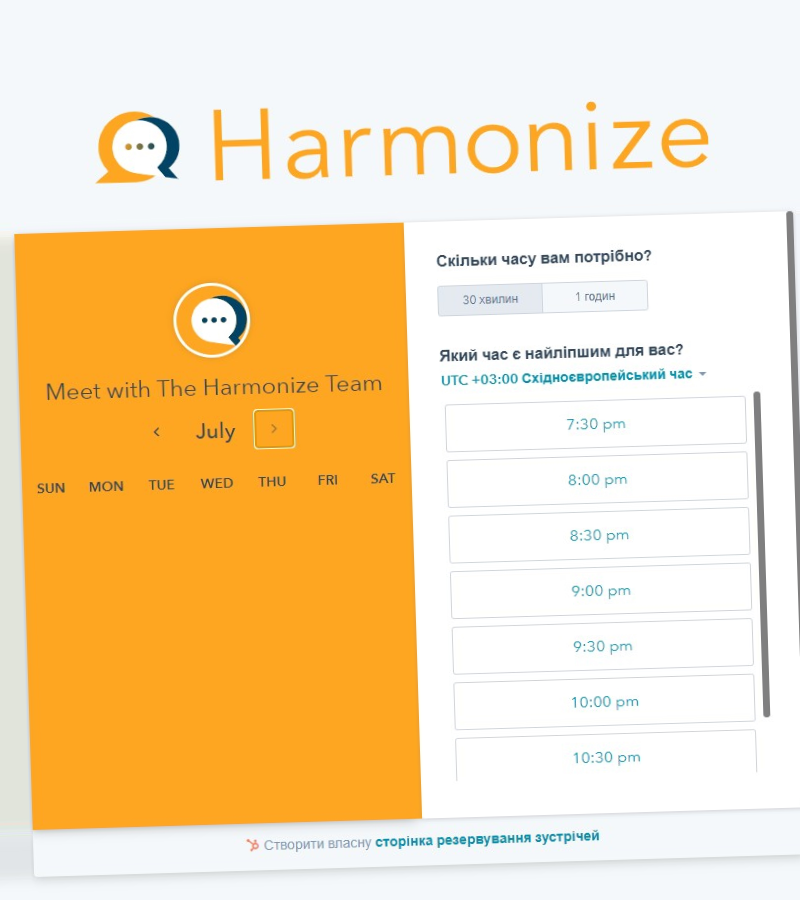 Harmonize
Meet with The Harmonize Team
July
SUN MON TUE WED THU FRI SAT
Скільки часу вам потрібно?
30 хвилин 1 годин
Який час є найліпшим для вас?
UTC +03:00 Східноєвропейський час
7:30 pm
8:00 pm
8:30 pm
9:00 pm
9:30 pm
10:00 pm
10:30 pm
Створити власну сторінка резервування зустрічей